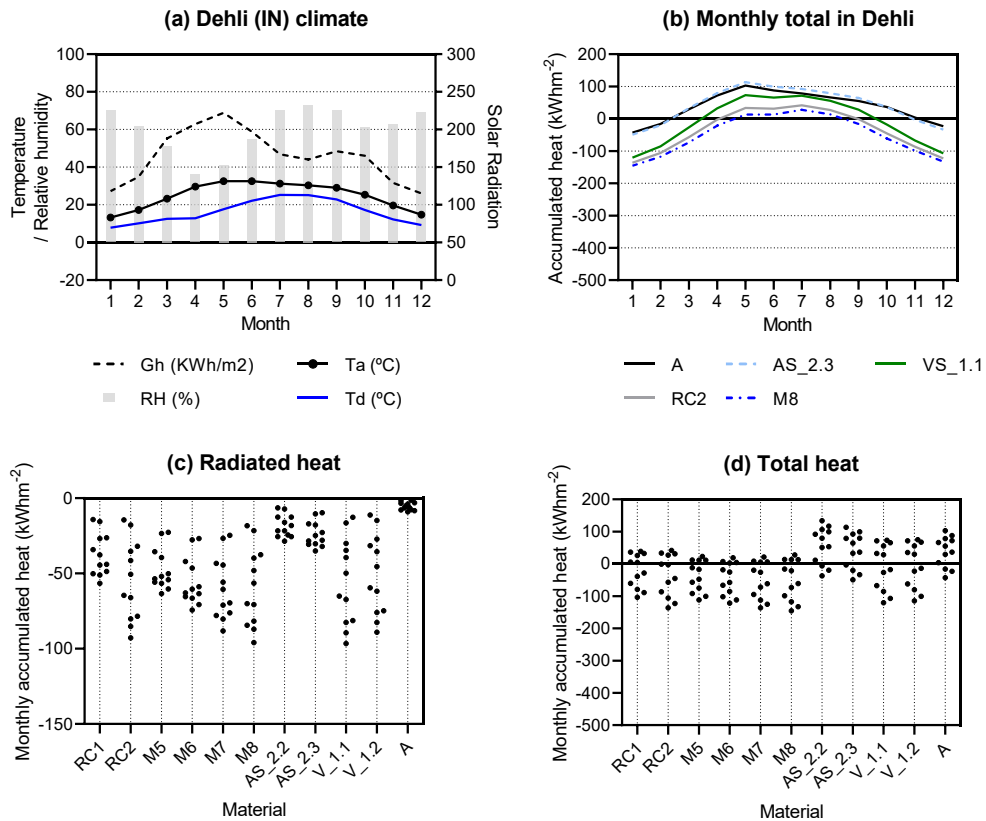 (a) Dehli (IN) climate
Temperature
/ Relative humidity
100
80
60
40
20
0
-20
300
250
200
150
100
50
0
Solar Radiation
1 2 3 4 5 6 7 8 9 10 11 12
Month
Gh (KWh/m2)
Ta (ºC)
RH (%)
Td (ºC)
(b) Monthly total in Dehli
Accumulated heat (kWhm-2)
200
100
0
-100
-200
-300
-400
-500
1 2 3 4 5 6 7 8 9 10 11 12
Month
A
AS_2.3
VS_1.1
RC2
M8
(c) Radiated heat
Monthly accumulated heat (kWhm-2)
0
-50
-100
-150
RC1 RC2 M5 M6 M7 M8 AS_2.2 AS_2.3 V_1.1 V_1.2 A
Material
(d) Total heat
Monthly accumulated heat (kWhm-2)
200
100
0
-100
-200
-300
-400
-500
RC1 RC2 M5 M6 M7 M8 AS_2.2 AS_2.3 V_1.1 V_1.2 A
Material